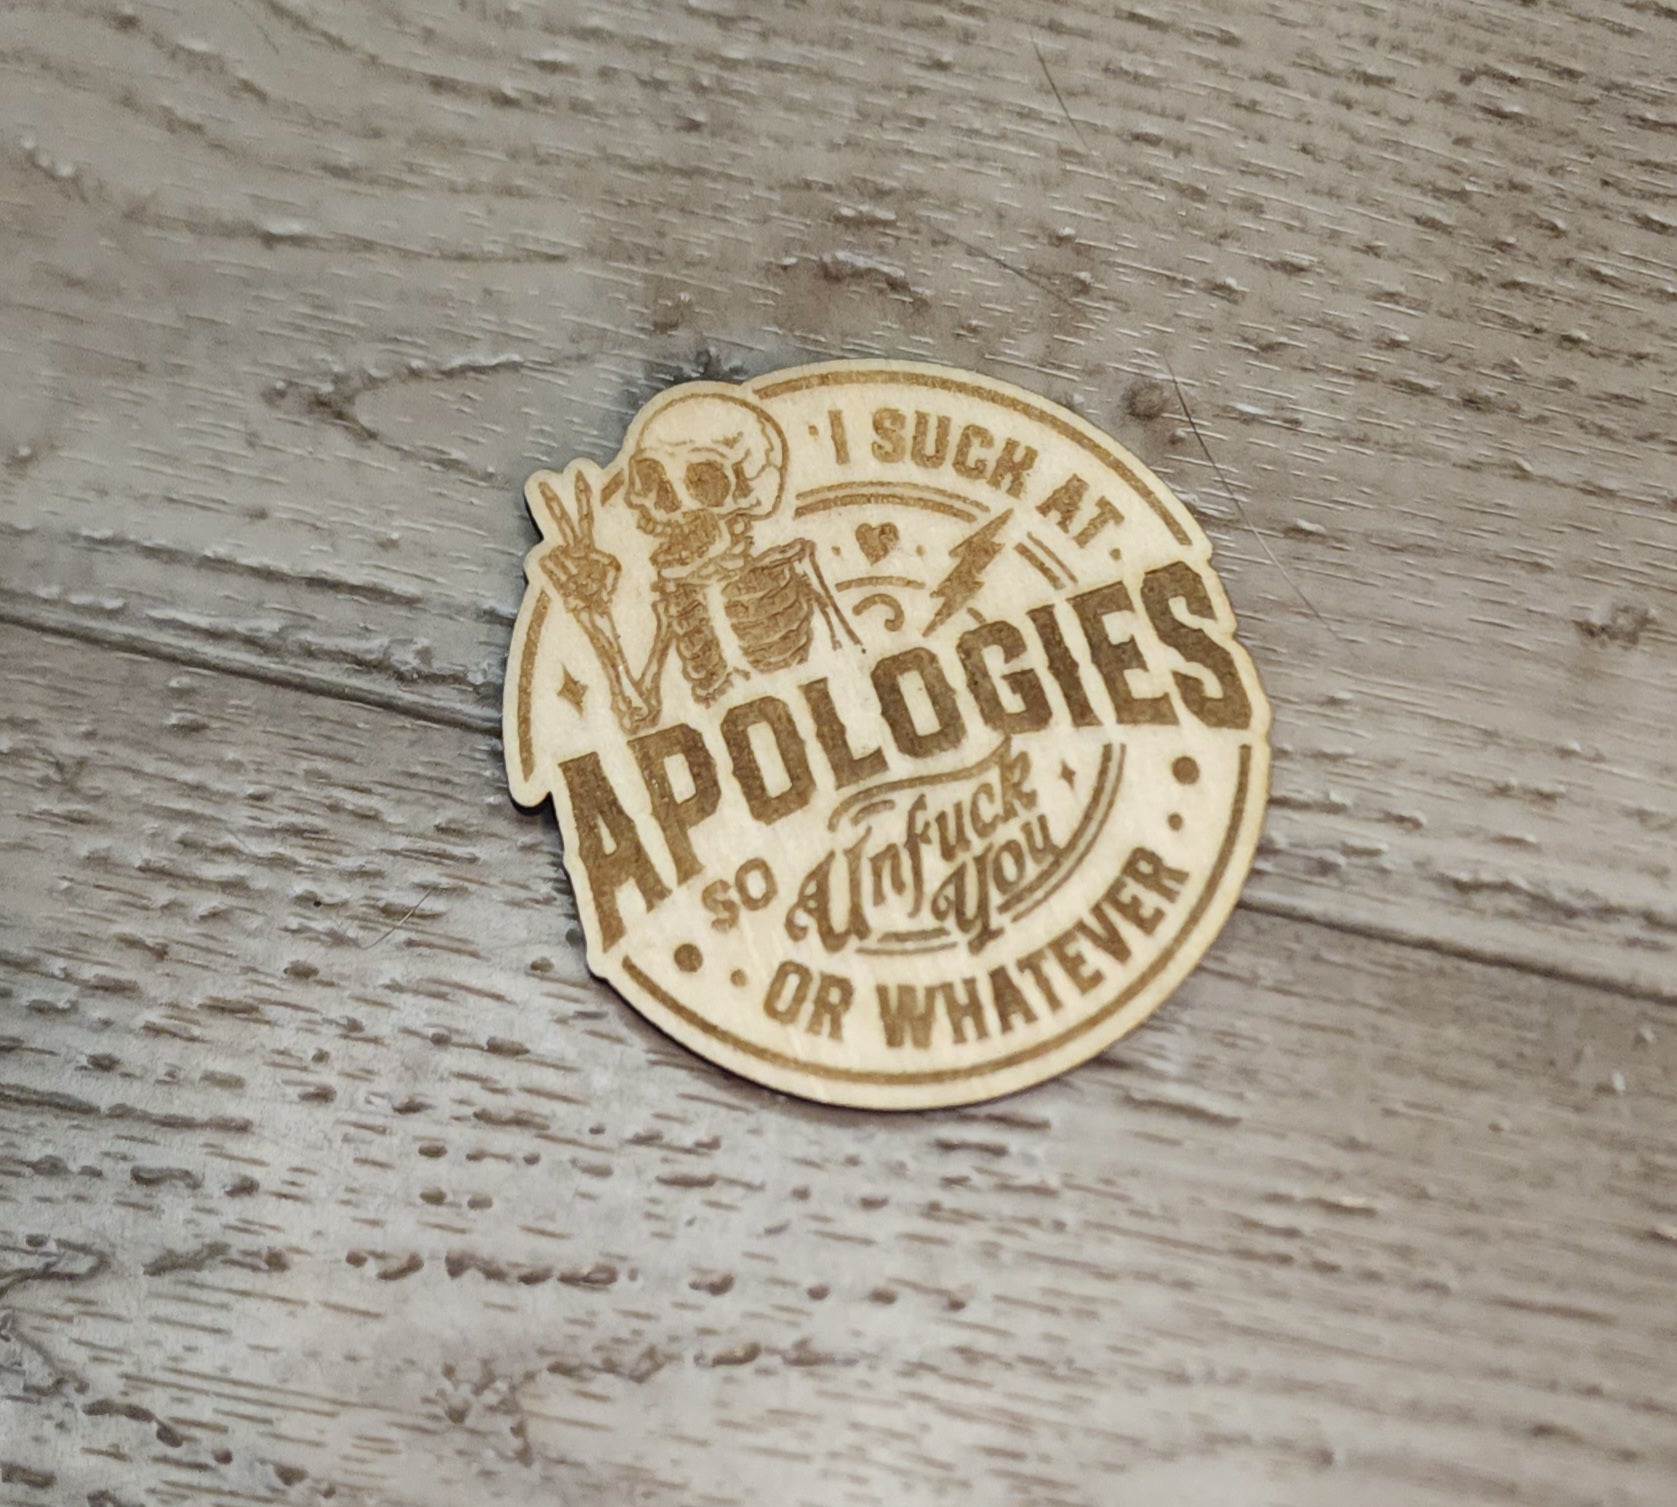 I SUCK AT
APOLOGIES
SO Unfuck
You
OR WHATEVER